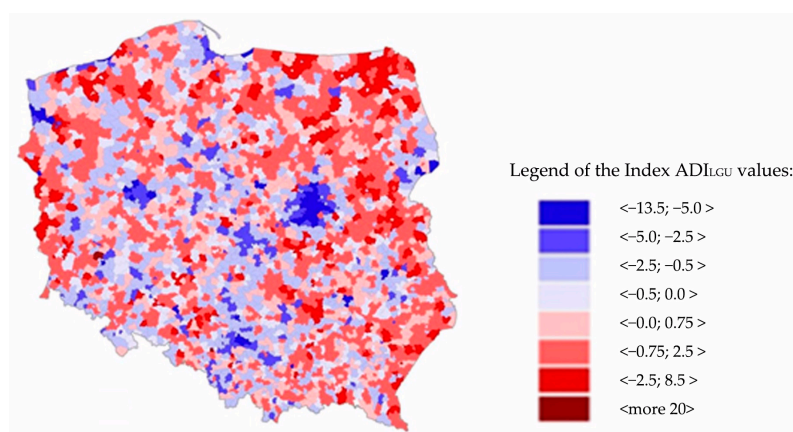 Legend of the Index ADILGU values:
<−13.5; −5.0 >
<−5.0; −2.5 >
<−2.5; −0.5 >
<−0.5; 0.0 >
<−0.0; 0.75 >
<−0.75; 2.5 >
<−2.5; 8.5 >
<more 20>